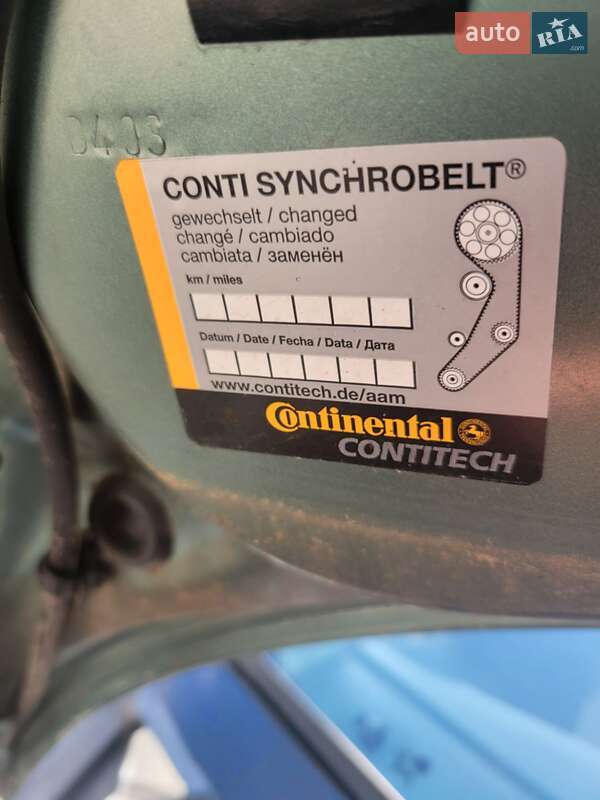 auto RIA
.com
0403
CONTI SYNCHROBELT®
gewechselt / changed
changé / cambiado
cambiata / заменён
km / miles
Datum / Date / Fecha / Data / Дата
www.contitech.de/aam
Continental
CONTITECH